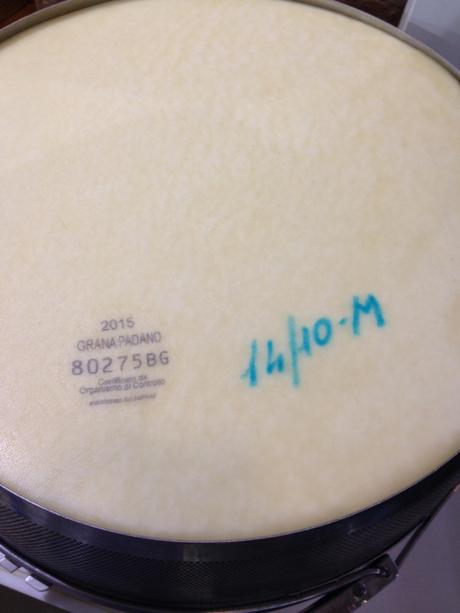 2015
GRANA PADANO
80275BG
Certificato da
Organismo di Controllo
14/10-M